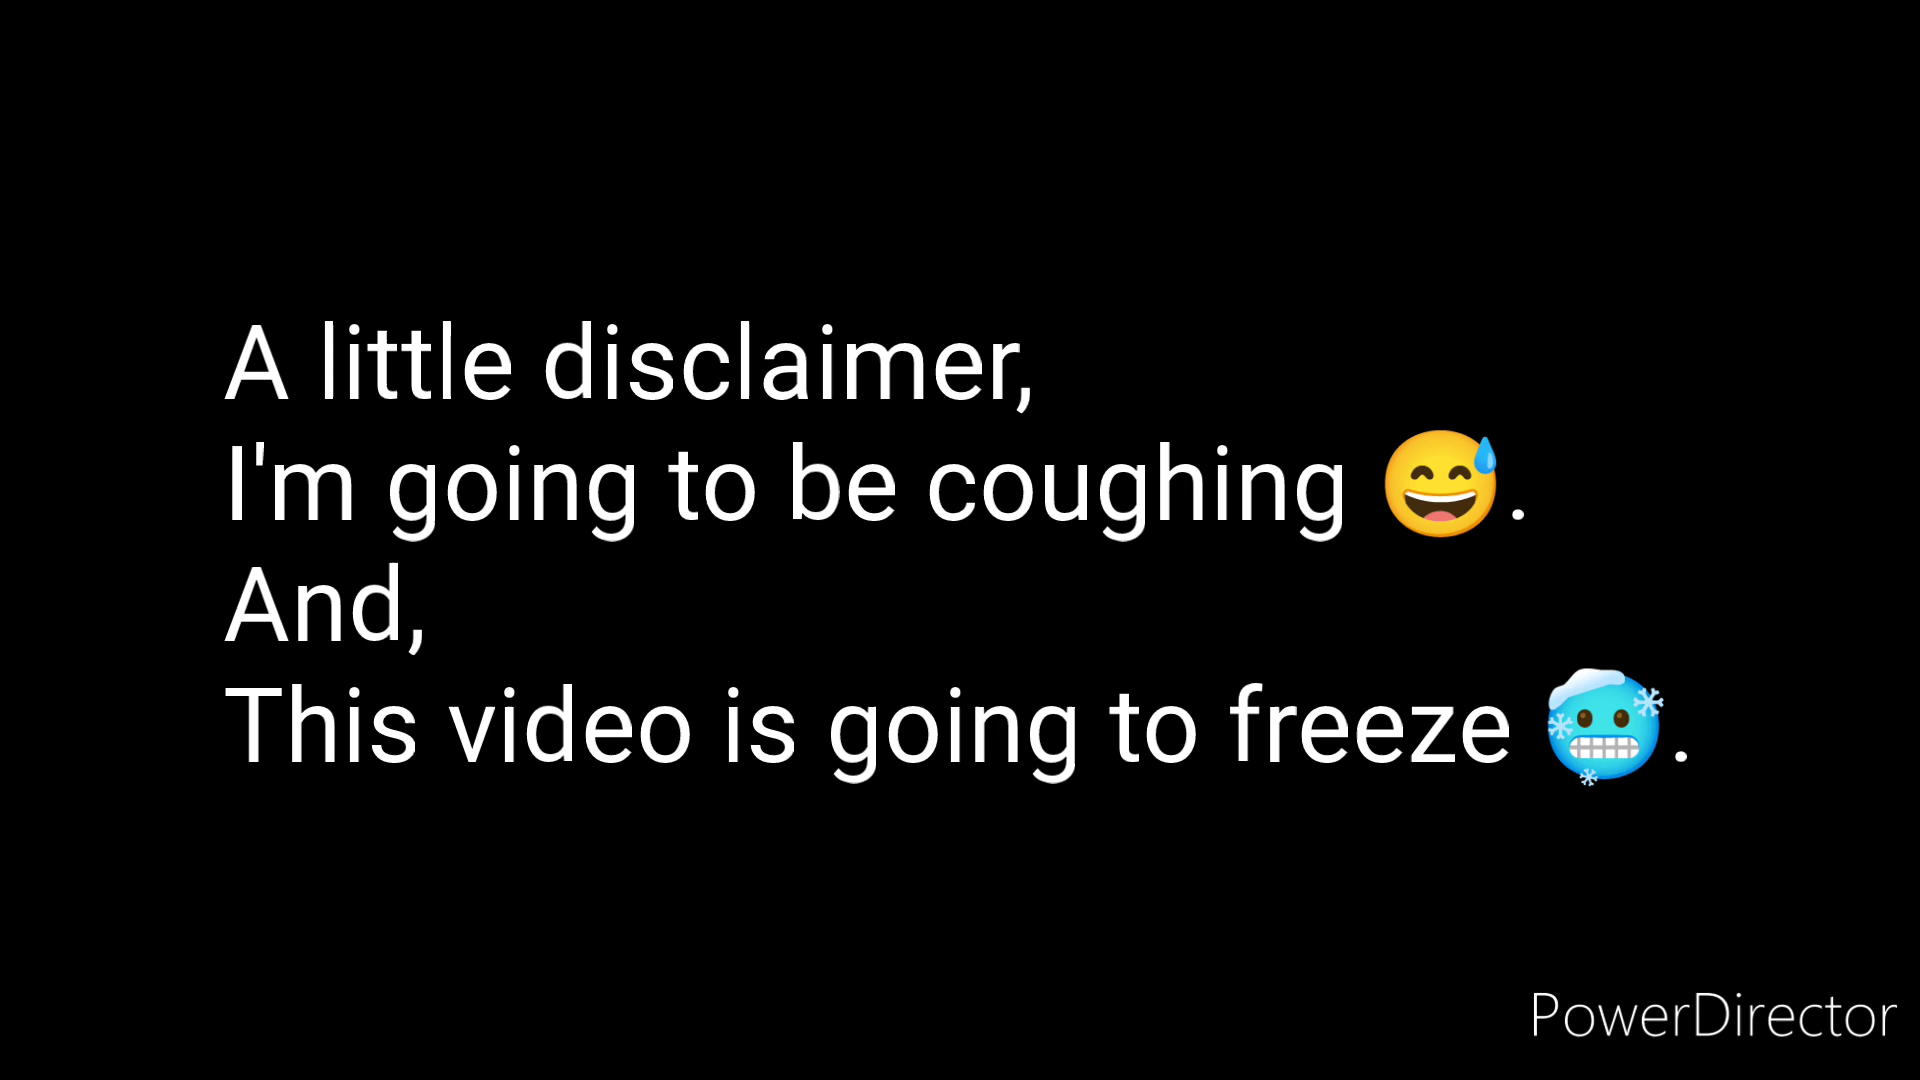 A little disclaimer,
I'm going to be coughing 😅.
And,
This video is going to freeze 🥶.
PowerDirector